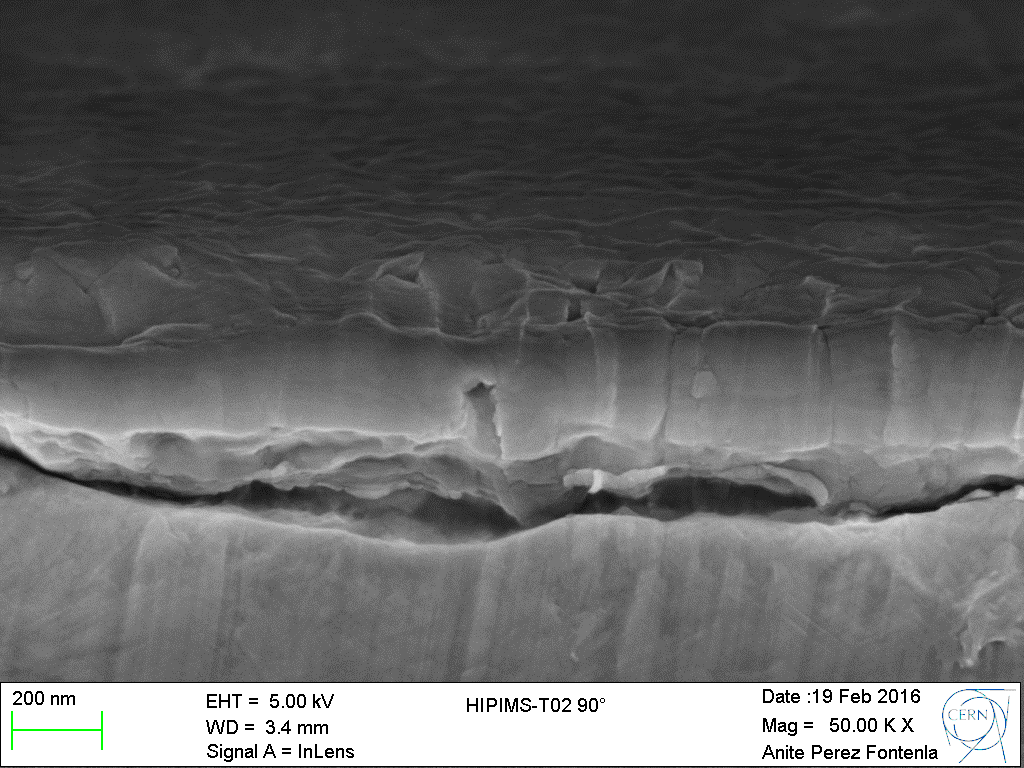 200 nm
EHT = 5.00 kV
WD = 3.4 mm
Signal A = InLens
HIPIMS-T02 90°
Date :19 Feb 2016
Mag = 50.00 K X
Anite Perez Fontenla
CERN